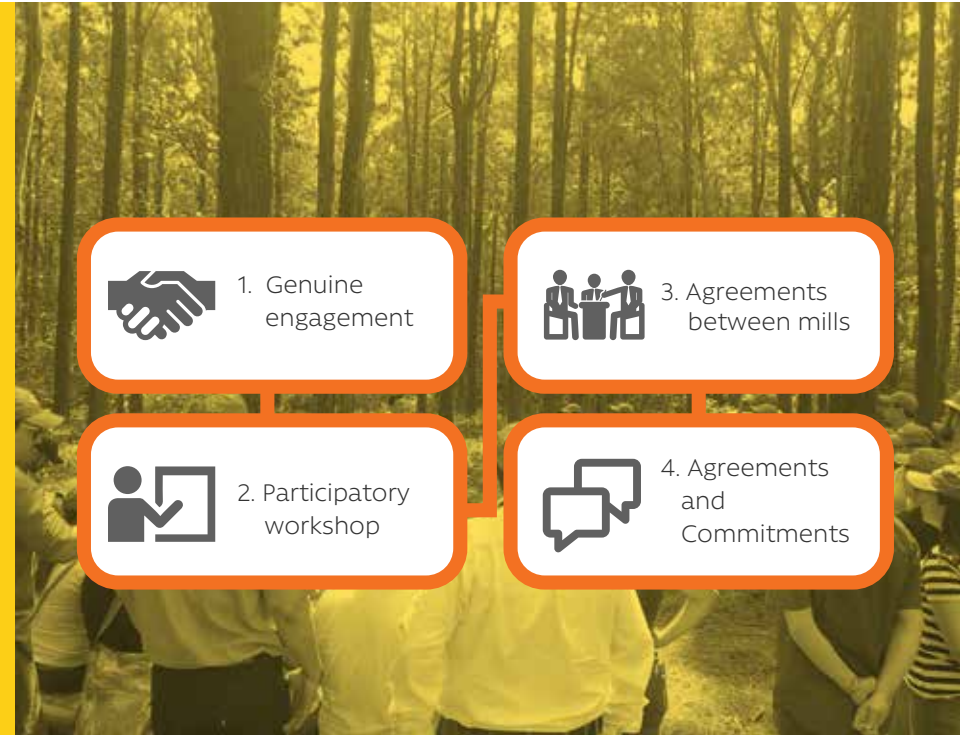 1. Genuine
engagement
2. Participatory
workshop
3. Agreements
between mills
4. Agreements
and
Commitments